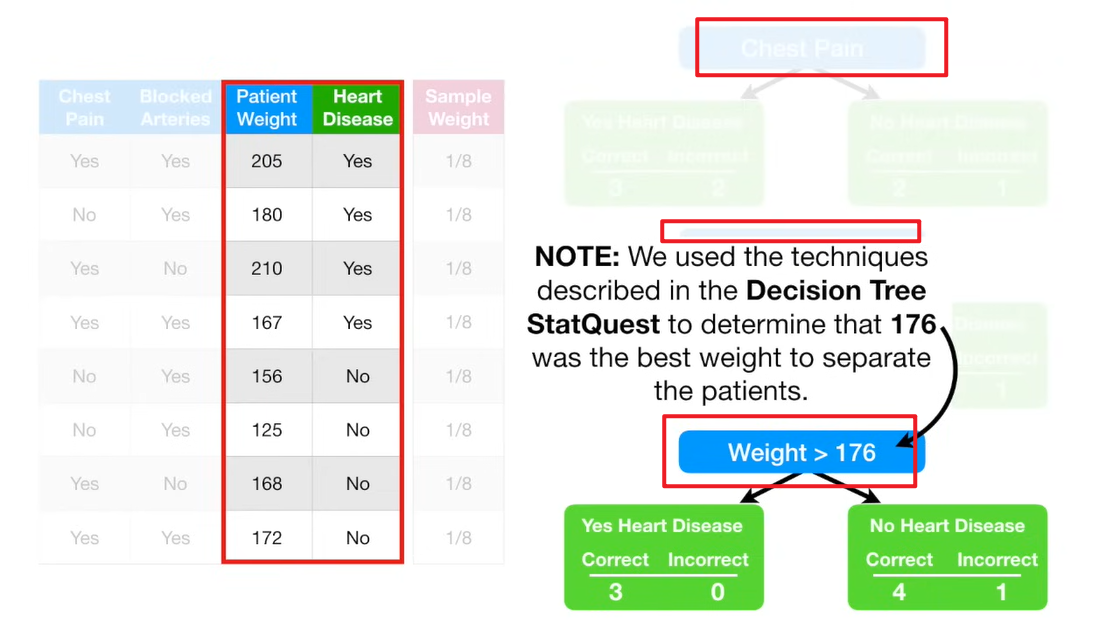 Chest Pain
Chest Blocked Patient Heart Sample
Pain Arteries Weight Disease Weight
Yes Yes 205 Yes 1/8
No Yes 180 Yes 1/8
Yes No 210 Yes 1/8
Yes Yes 167 Yes 1/8
No Yes 156 No 1/8
No Yes 125 No 1/8
Yes No 168 No 1/8
Yes Yes 172 No 1/8
Yes Heart Disease No Heart Disease
Correct Incorrect Correct Incorrect
3 2 2 1
NOTE: We used the techniques
described in the Decision Tree
StatQuest to determine that 176
was the best weight to separate
the patients.
Disease
Incorrect
1
Weight > 176
Yes Heart Disease No Heart Disease
Correct Incorrect Correct Incorrect
3 0 4 1